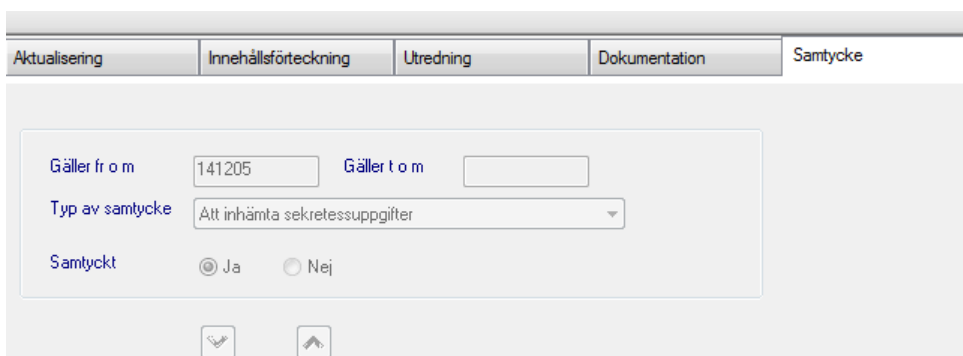 Aktualisering Innehållsförteckning Utredning Dokumentation Samtycke
Gäller fr o m 141205 Gäller t o m
Typ av samtycke Att inhämta sekretessuppgifter
Samtyckt Ja Nej